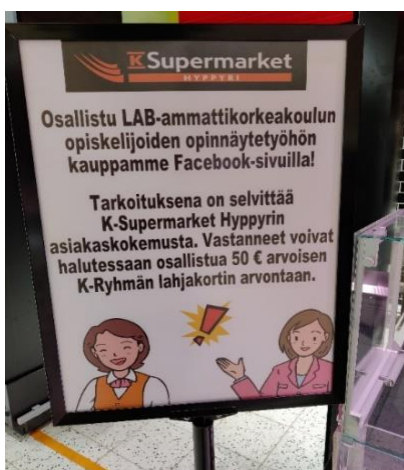 K Supermarket
HYPPYRI
Osallistu LAB-ammattikorkeakoulun
opiskelijoiden opinnäytetyöhön
kauppamme Facebook-sivuilla!
Tarkoituksena on selvittää
K-Supermarket Hyppyrin
asiakaskokemusta. Vastanneet voivat
halutessaan osallistua 50 € arvoisen
K-Ryhmän lahjakortin arvontaan.